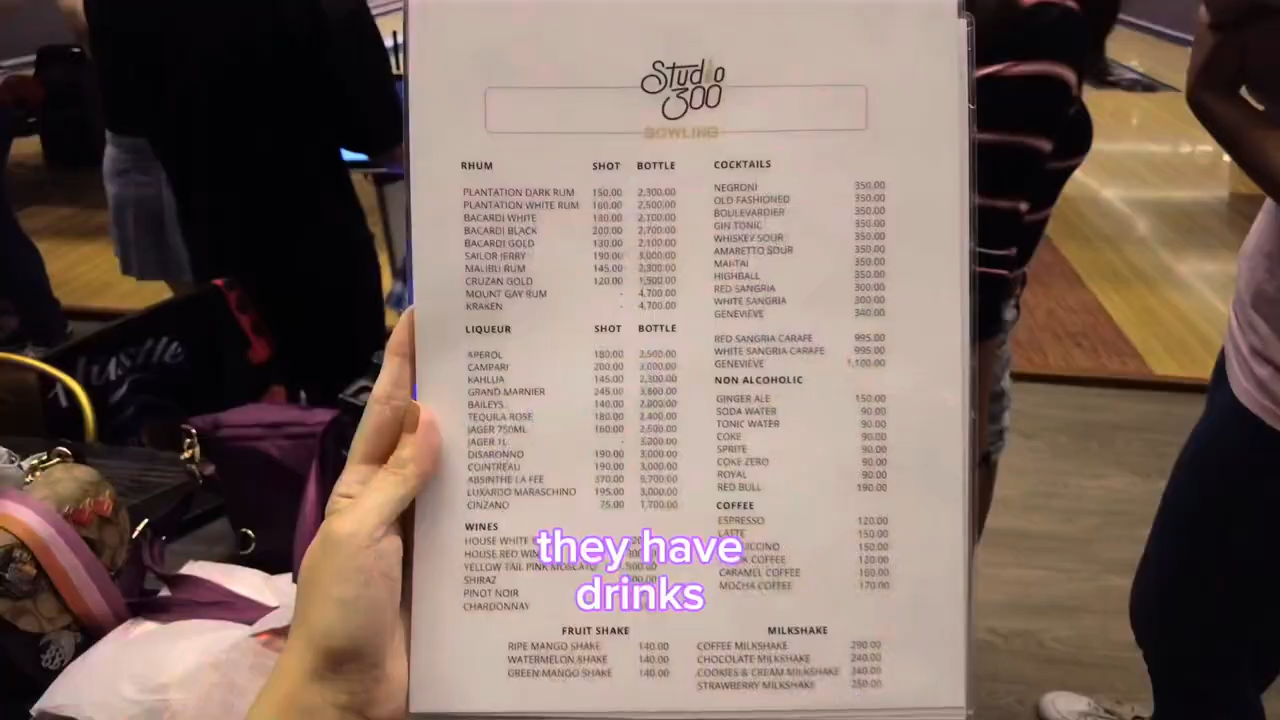 Studio
300
BOWLING
RHUM SHOT BOTTLE
PLANTATION DARK RUM 150.00 2,300.00
PLANTATION WHITE RUM 160.00 2,500.00
BACARDI WHITE 130.00 2,100.00
BACARDI BLACK 200.00 2,700.00
BACARDI GOLD 130.00 2,100.00
SAILOR JERRY 190.00 3,000.00
MALIBU RUM 145.00 2,300.00
CRUZAN GOLD 120.00 1,500.00
MOUNT GAY RUM - 4,700.00
KRAKEN - 4,700.00
LIQUEUR SHOT BOTTLE
APEROL 180.00 2,500.00
CAMPARI 200.00 3,000.00
KAHLUA 145.00 2,300.00
GRAND MARNIER 245.00 3,800.00
BAILEYS 140.00 2,000.00
TEQUILA ROSE 180.00 2,400.00
JAGER 750ML 160.00 2,500.00
JAGER 1L - 3,200.00
DISARONNO 190.00 3,000.00
COINTREAU 190.00 3,000.00
ABSINTHE LA FEE 370.00 5,700.00
LUXARDO MARASCHINO 195.00 3,000.00
CINZANO 75.00 1,700.00
WINES
HOUSE WHITE
HOUSE RED
YELLOW TAIL PINK MOSCATO
SHIRAZ
PINOT NOIR
CHARDONNAY
COCKTAILS
NEGRONI 350.00
OLD FASHIONED 350.00
BOULEVARDIER 350.00
GIN TONIC 350.00
WHISKEY SOUR 350.00
AMARETTO SOUR 350.00
MAI-TAI 350.00
HIGHBALL 350.00
RED SANGRIA 300.00
WHITE SANGRIA 300.00
GENEVIEVE 340.00
RED SANGRIA CARAFE 995.00
WHITE SANGRIA CARAFE 995.00
GENEVIEVE 1,100.00
NON ALCOHOLIC
GINGER ALE 150.00
SODA WATER 90.00
TONIC WATER 90.00
COKE 90.00
SPRITE 90.00
COKE ZERO 90.00
ROYAL 90.00
RED BULL 190.00
COFFEE
ESPRESSO 120.00
LATTE 150.00
150.00
COFFEE 120.00
CARAMEL COFFEE 160.00
MOCHA COFFEE 170.00
FRUIT SHAKE
RIPE MANGO SHAKE 140.00
WATERMELON SHAKE 140.00
GREEN MANGO SHAKE 140.00
MILKSHAKE
COFFEE MILKSHAKE 290.00
CHOCOLATE MILKSHAKE 240.00
COOKIES & CREAM MILKSHAKE 240.00
STRAWBERRY MILKSHAKE 250.00
they have
drinks
Hustle